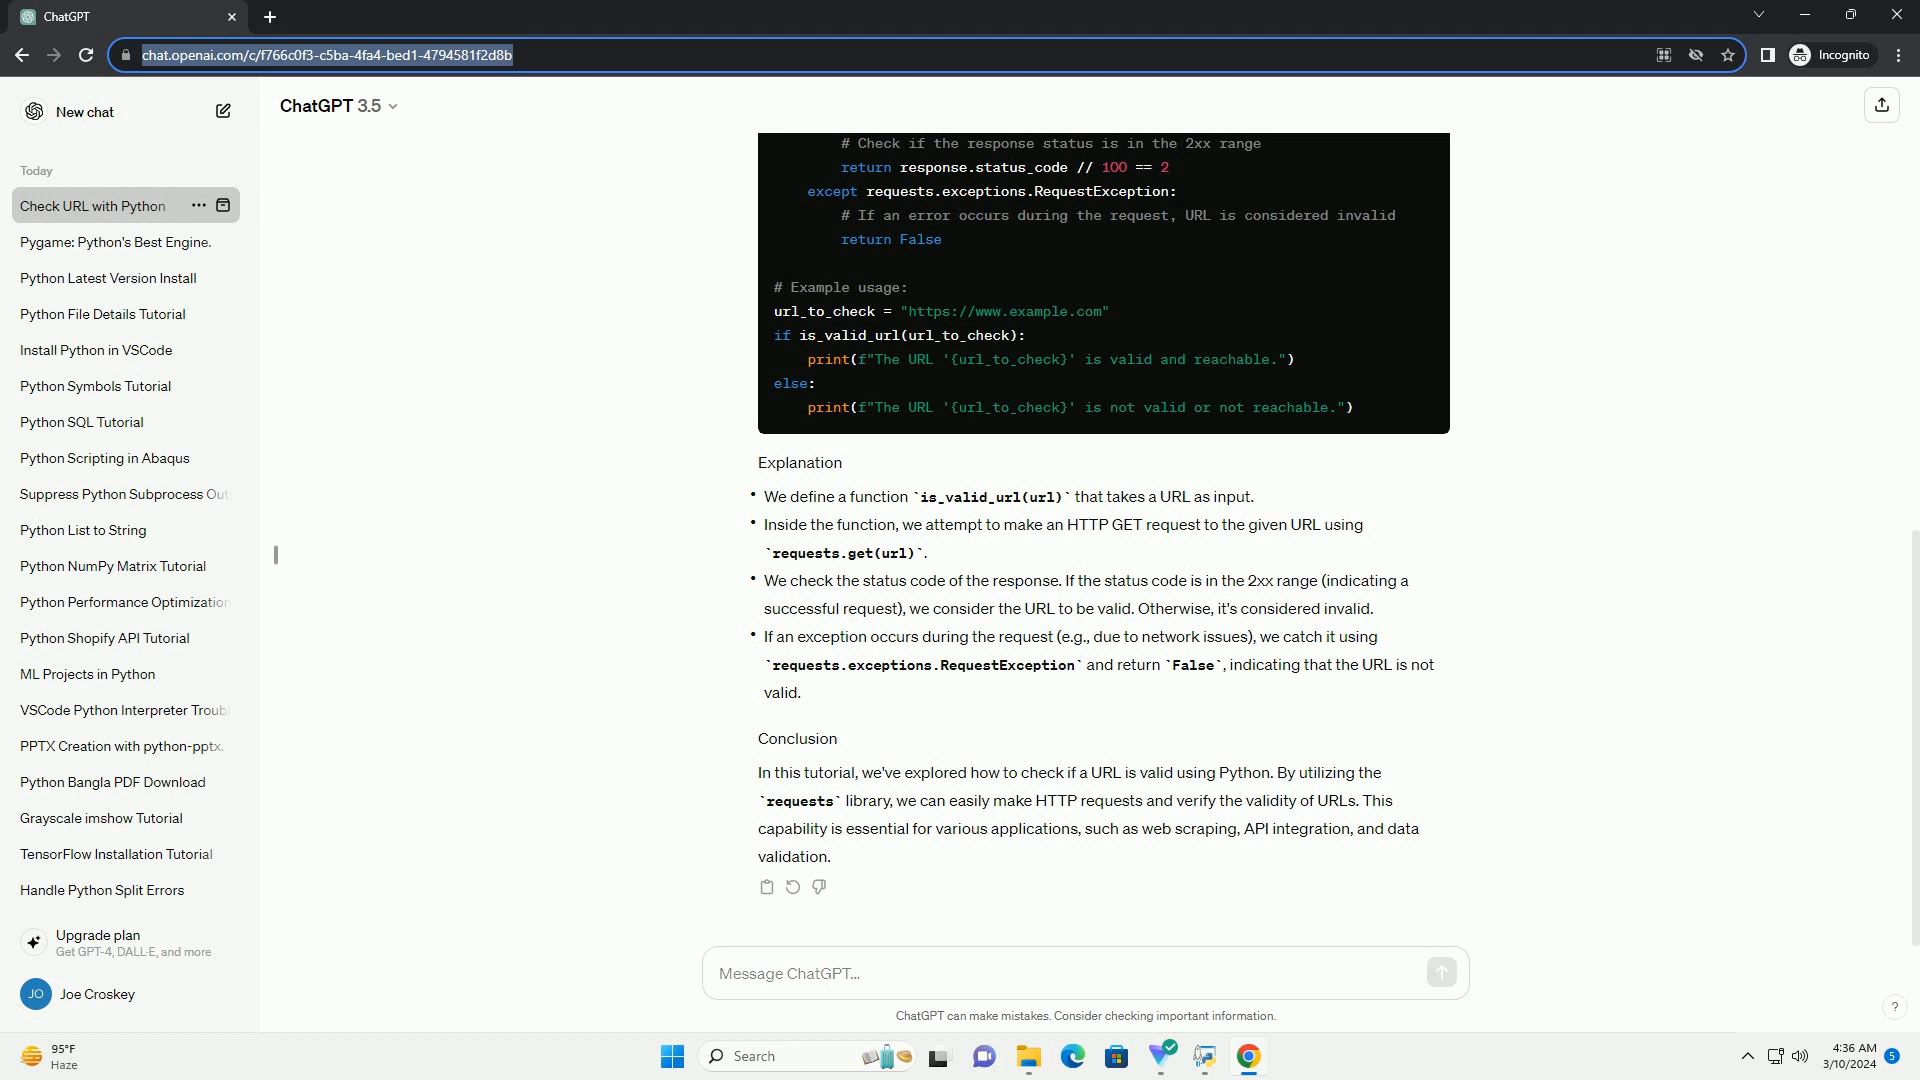 ChatGPT
chat.openai.com/c/f766c0f3-c5ba-4fa4-bed1-4794581f2d8b
Incognito
New chat
ChatGPT 3.5
Today
Check URL with Python
Pygame: Python's Best Engine.
Python Latest Version Install
Python File Details Tutorial
Install Python in VSCode
Python Symbols Tutorial
Python SQL Tutorial
Python Scripting in Abaqus
Suppress Python Subprocess Out
Python List to String
Python NumPy Matrix Tutorial
Python Performance Optimization
Python Shopify API Tutorial
ML Projects in Python
VSCode Python Interpreter Troub
PPTX Creation with python-pptx.
Python Bangla PDF Download
Grayscale imshow Tutorial
TensorFlow Installation Tutorial
Handle Python Split Errors
Upgrade plan
Get GPT-4, DALL·E, and more
JO Joe Croskey
# Check if the response status is in the 2xx range
return response.status_code // 100 == 2
except requests.exceptions.RequestException:
# If an error occurs during the request, URL is considered invalid
return False
# Example usage:
url_to_check = "https://www.example.com"
if is_valid_url(url_to_check):
print(f"The URL '{url_to_check}' is valid and reachable.")
else:
print(f"The URL '{url_to_check}' is not valid or not reachable.")
Explanation
• We define a function `is_valid_url(url)` that takes a URL as input.
• Inside the function, we attempt to make an HTTP GET request to the given URL using
`requests.get(url)`.
• We check the status code of the response. If the status code is in the 2xx range (indicating a
successful request), we consider the URL to be valid. Otherwise, it's considered invalid.
• If an exception occurs during the request (e.g., due to network issues), we catch it using
`requests.exceptions.RequestException` and return `False`, indicating that the URL is not
valid.
Conclusion
In this tutorial, we've explored how to check if a URL is valid using Python. By utilizing the
`requests` library, we can easily make HTTP requests and verify the validity of URLs. This
capability is essential for various applications, such as web scraping, API integration, and data
validation.
Message ChatGPT...
ChatGPT can make mistakes. Consider checking important information.
?
95°F
Haze
Search
4:36 AM
3/10/2024
5